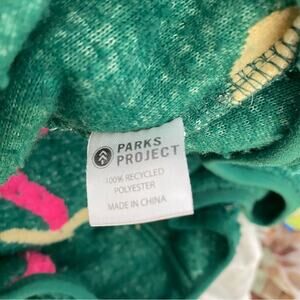 PARKS
PROJECT
100% RECYCLED
POLYESTER
MADE IN CHINA